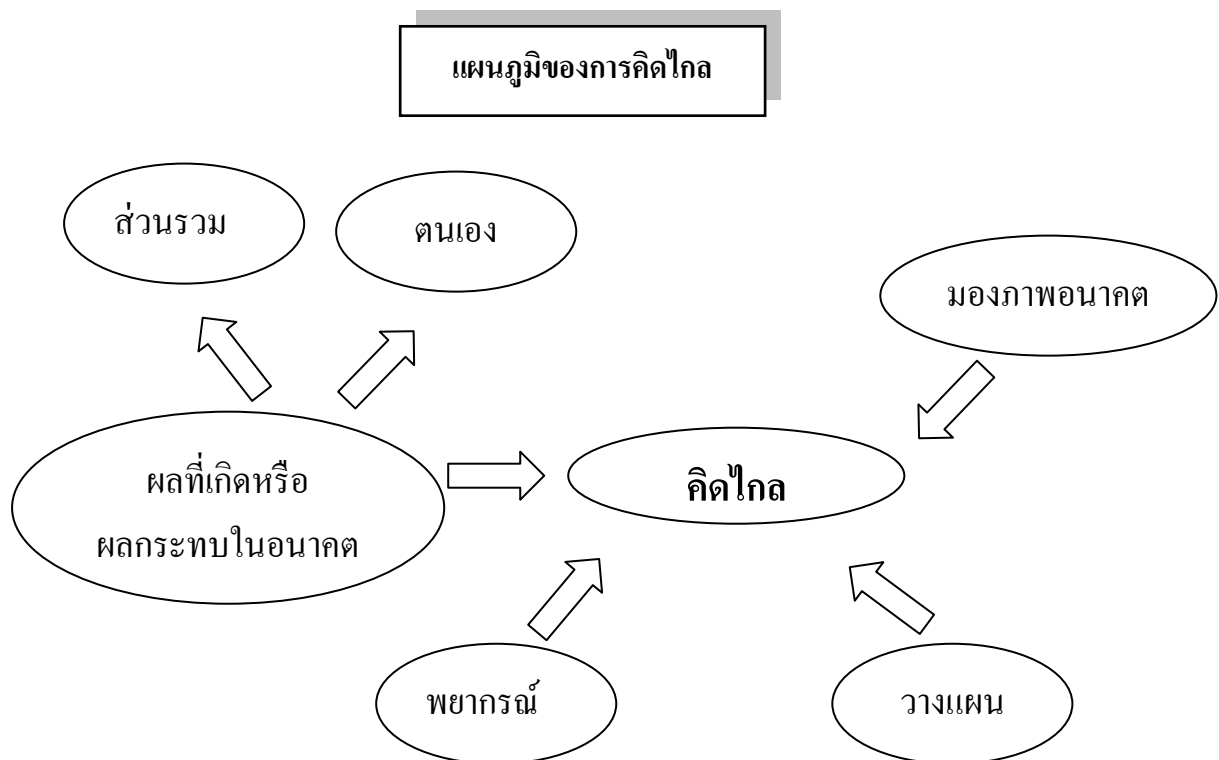 แผนภูมิของการคิดไกล
ส่วนรวม
ตนเอง
มองภาพอนาคต
ผลที่เกิดหรือ
ผลกระทบในอนาคต
คิดไกล
พยากรณ์
วางแผน